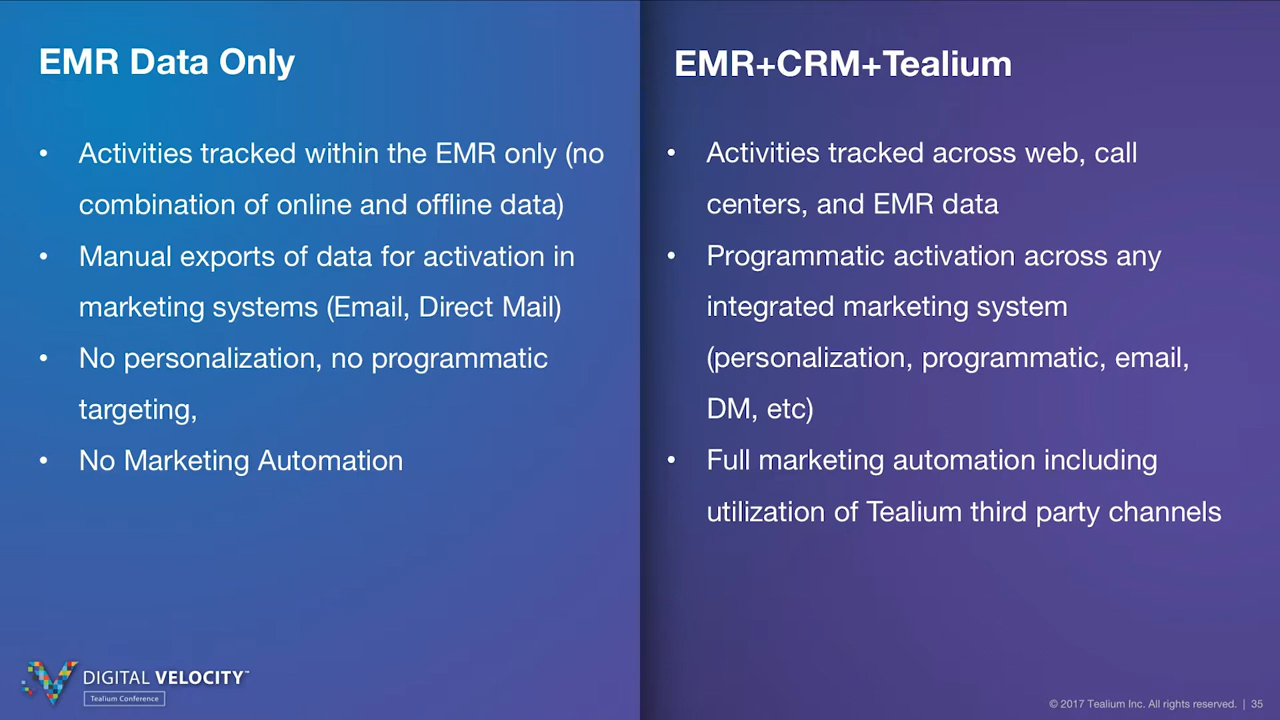 EMR Data Only
• Activities tracked within the EMR only (no
combination of online and offline data)
• Manual exports of data for activation in
marketing systems (Email, Direct Mail)
• No personalization, no programmatic
targeting,
• No Marketing Automation
EMR+CRM+Tealium
• Activities tracked across web, call
centers, and EMR data
• Programmatic activation across any
integrated marketing system
(personalization, programmatic, email,
DM, etc)
• Full marketing automation including
utilization of Tealium third party channels
DIGITAL VELOCITY™
Tealium Conference
© 2017 Tealium Inc. All rights reserved. | 35